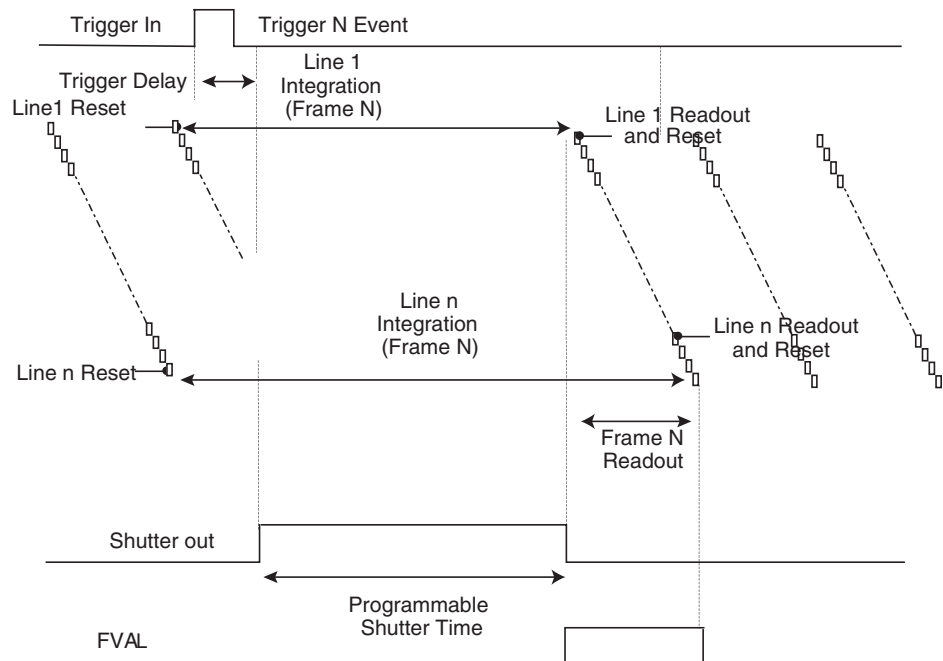 Trigger In
Trigger N Event
Line 1
Integration
(Frame N)
Trigger Delay
Line1 Reset
Line 1 Readout
and Reset
Line n
Integration
(Frame N)
Line n Readout
and Reset
Line n Reset
Frame N
Readout
Shutter out
Programmable
Shutter Time
FVAL